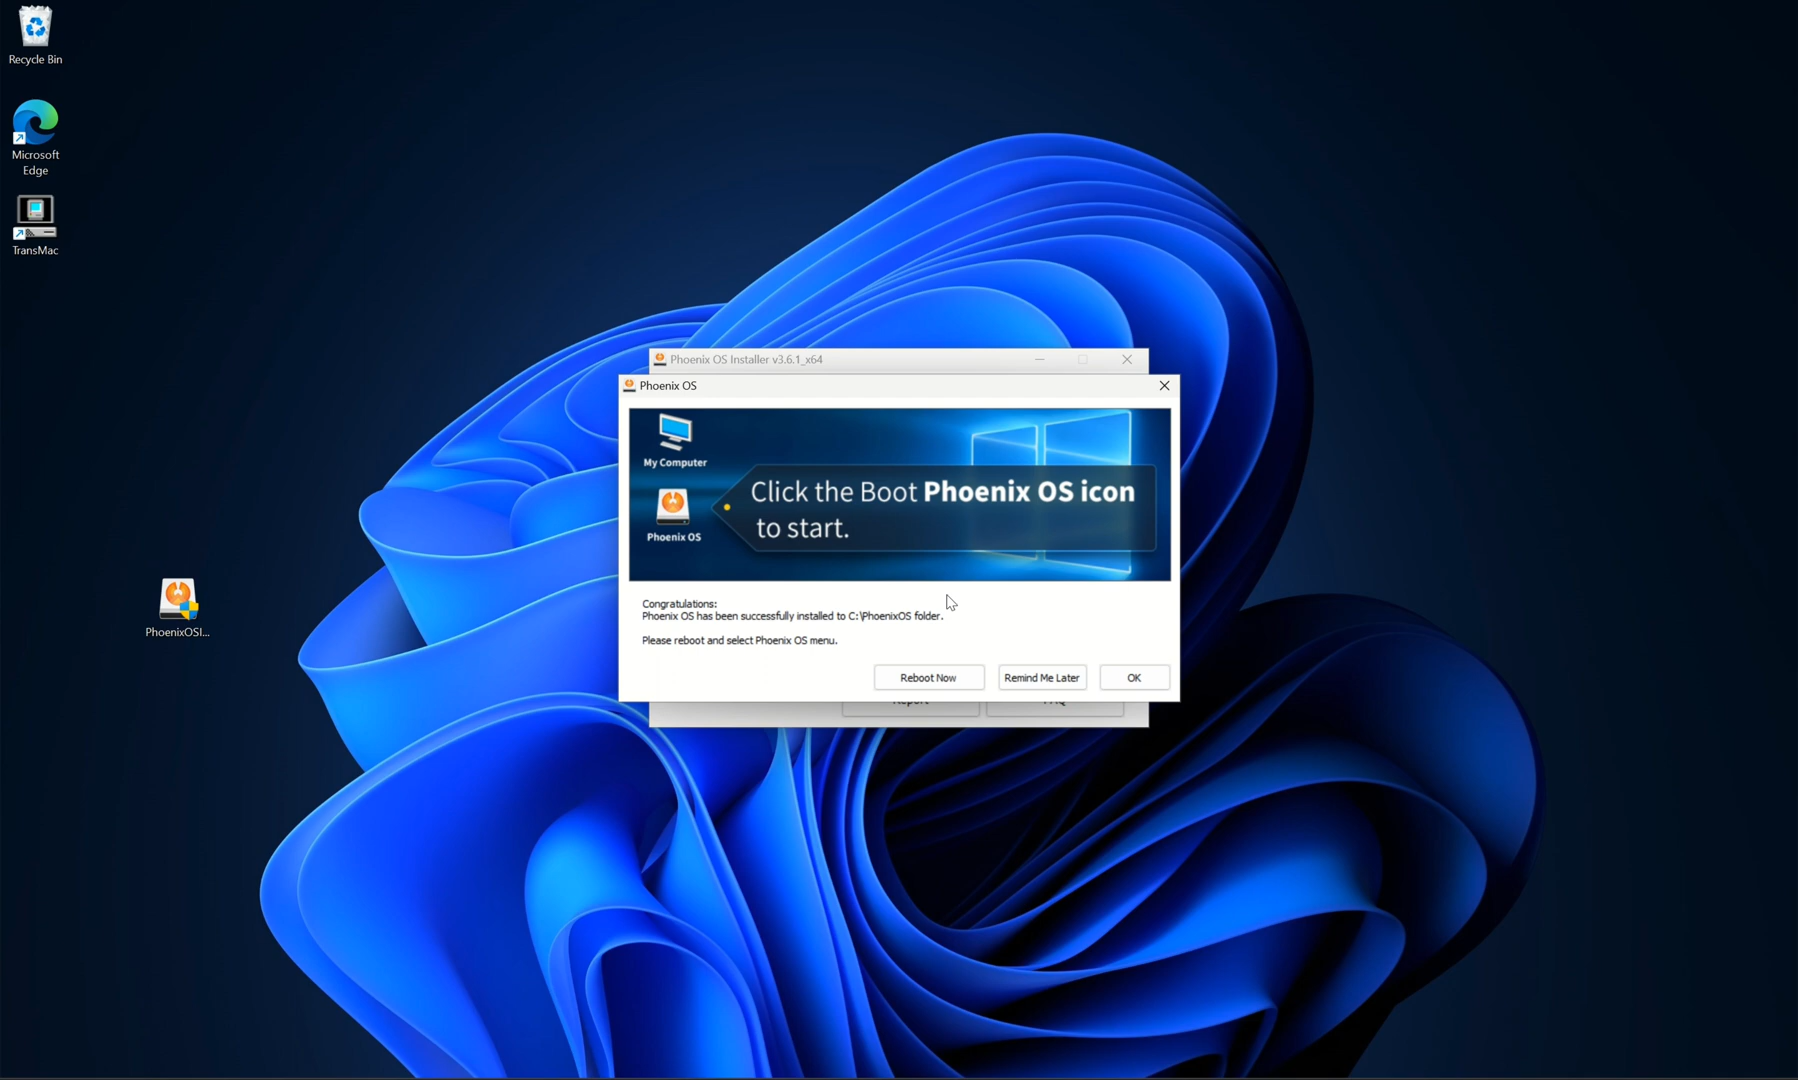 Recycle Bin
Microsoft
Edge
TransMac
PhoenixOSI...
Phoenix OS Installer v3.6.1_x64
Phoenix OS
My Computer
Phoenix OS
Click the Boot Phoenix OS icon
to start.
Congratulations:
Phoenix OS has been successfully installed to C:\PhoenixOS folder.
Please reboot and select Phoenix OS menu.
Reboot Now
Remind Me Later
OK